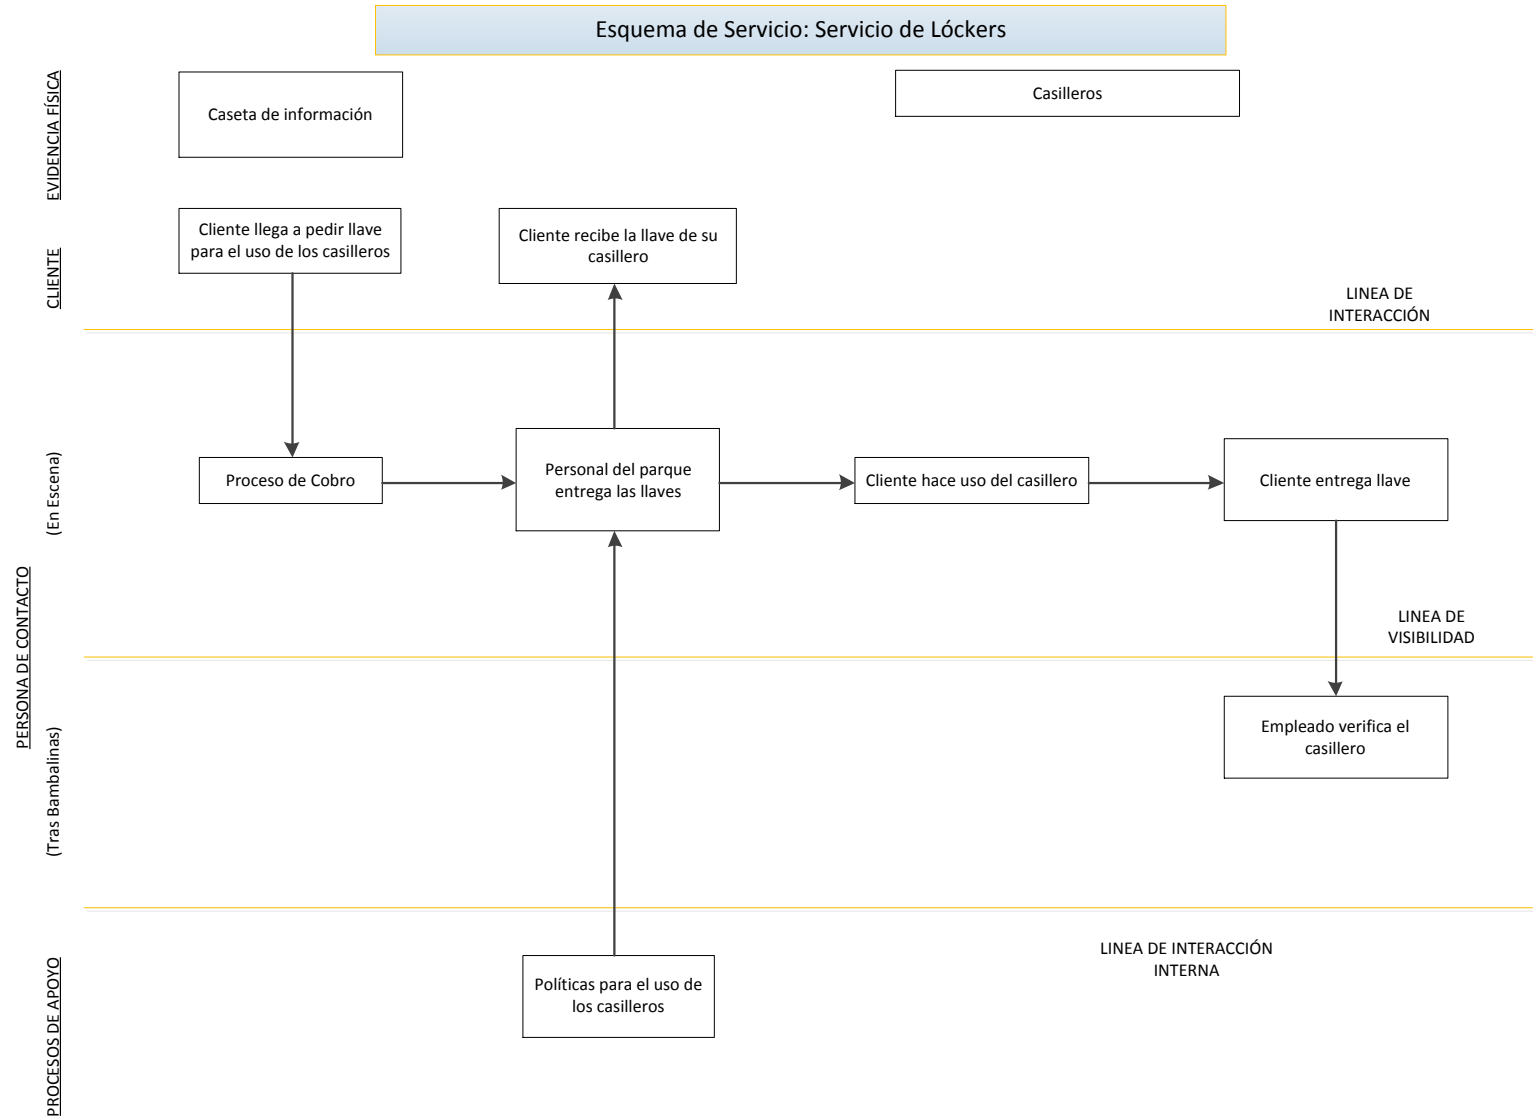 Esquema de Servicio: Servicio de Lóckers
EVIDENCIA FÍSICA
Caseta de información
Casilleros
CLIENTE
Cliente llega a pedir llave
para el uso de los casilleros
Cliente recibe la llave de su
casillero
LINEA DE
INTERACCIÓN
PERSONA DE CONTACTO
(En Escena)
Proceso de Cobro
Personal del parque
entrega las llaves
Cliente hace uso del casillero
Cliente entrega llave
LINEA DE
VISIBILIDAD
(Tras Bambalinas)
Empleado verifica el
casillero
LINEA DE INTERACCIÓN
INTERNA
PROCESOS DE APOYO
Políticas para el uso de
los casilleros